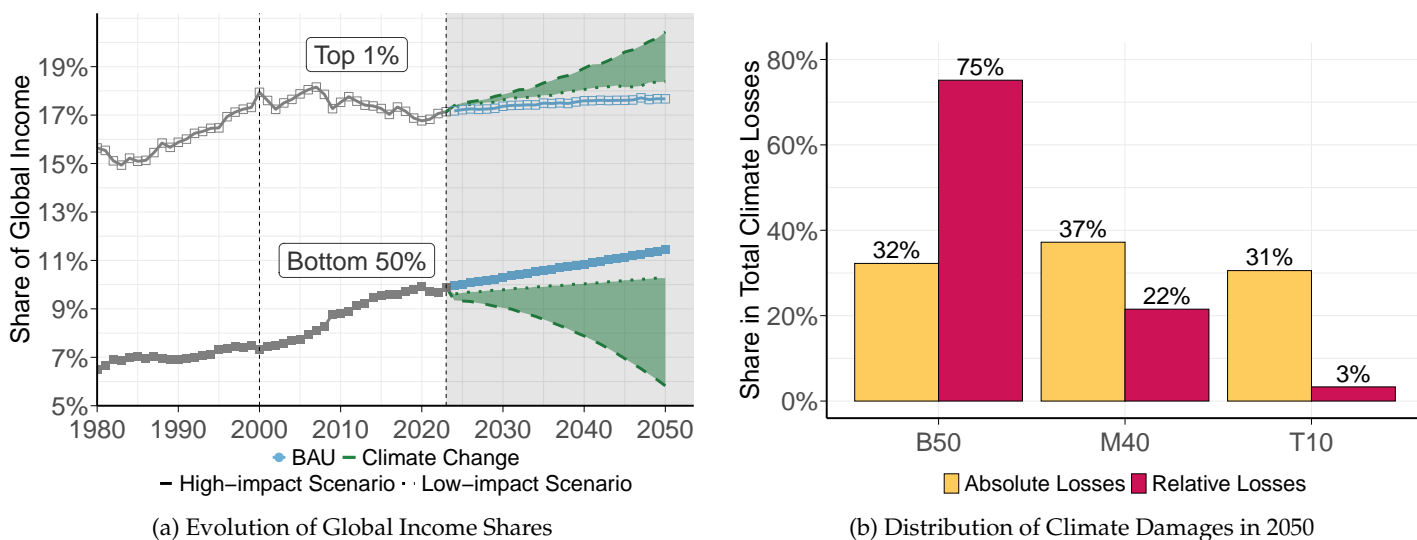 Share of Global Income
19%
17%
15%
13%
11%
9%
7%
5%
Top 1%
Bottom 50%
1980 1990 2000 2010 2020 2030 2040 2050
BAU Climate Change
High−impact Scenario Low−impact Scenario
(a) Evolution of Global Income Shares
Share in Total Climate Losses
80%
60%
40%
20%
0%
32% 75% 37% 22% 31% 3%
B50 M40 T10
Absolute Losses Relative Losses
(b) Distribution of Climate Damages in 2050